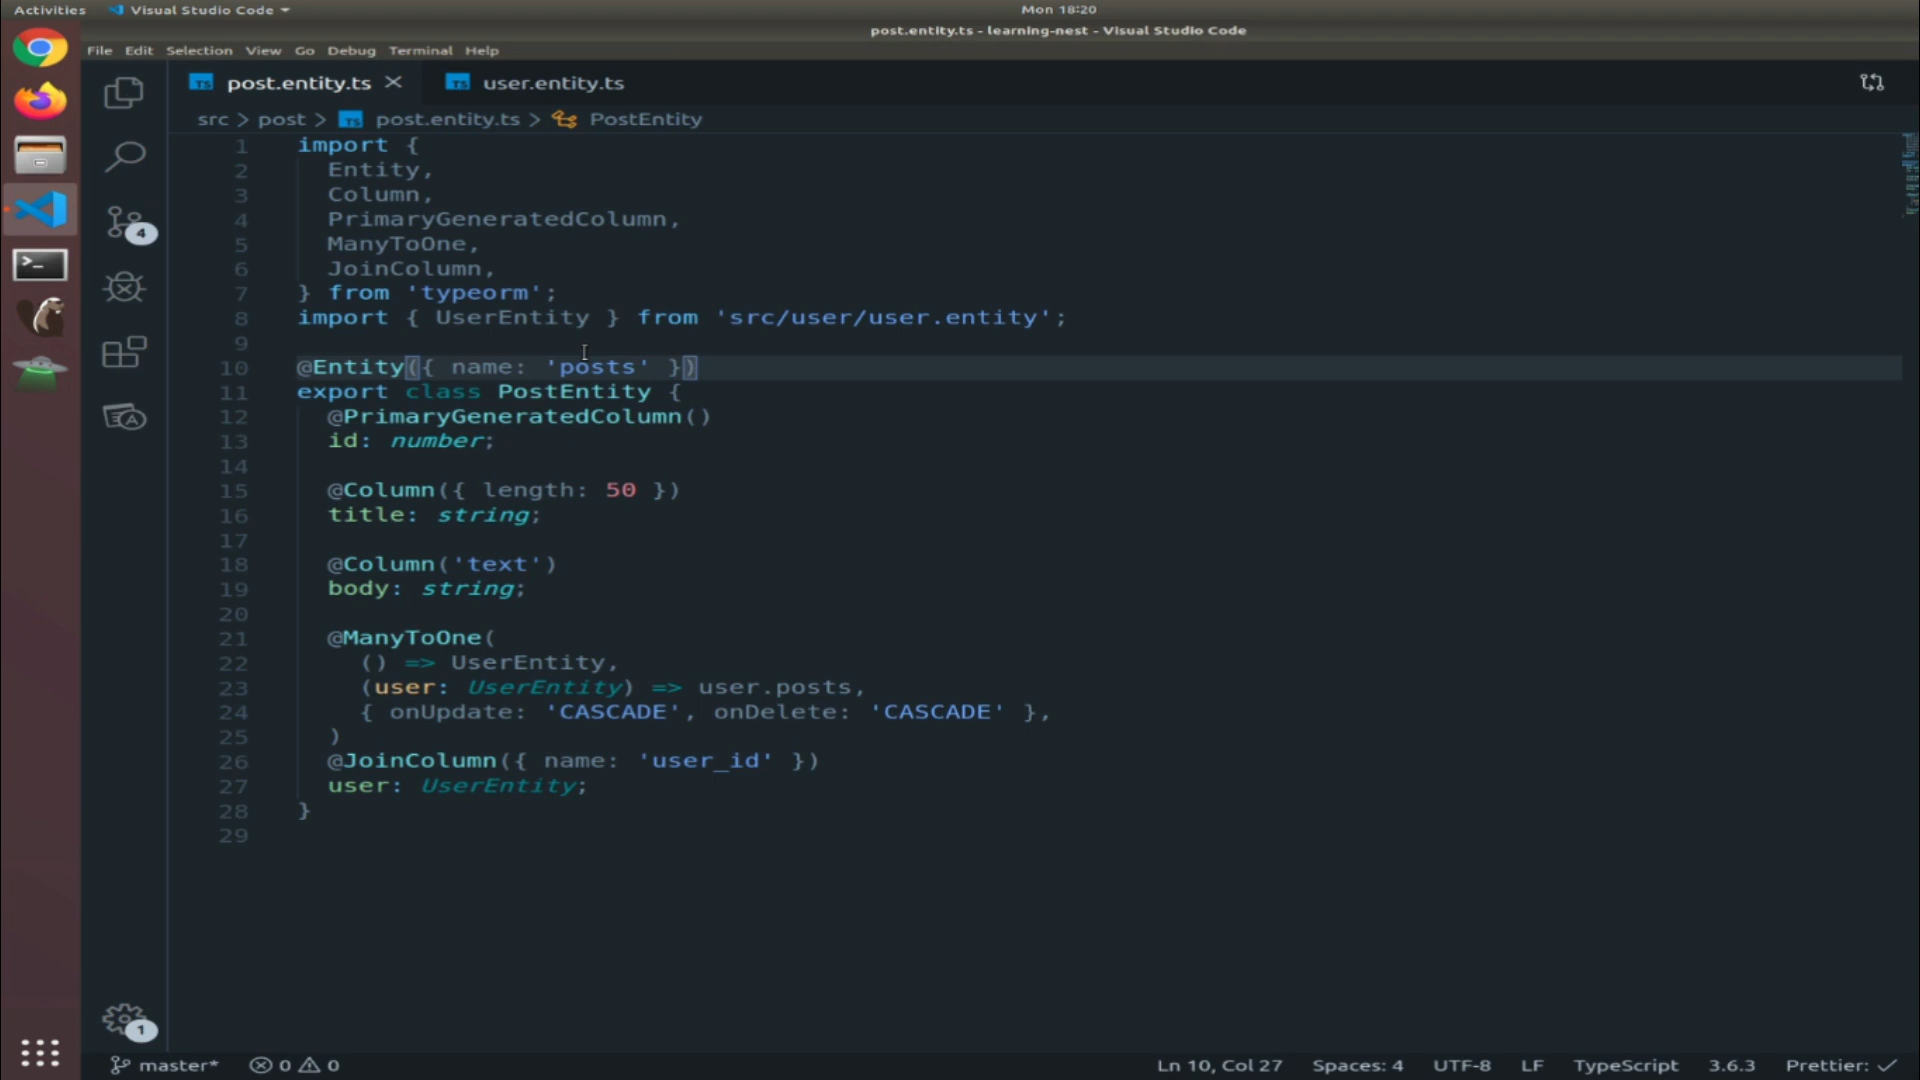 Activities Visual Studio Code Mon 18:20
post.entity.ts - learning-nest - Visual Studio Code
File Edit Selection View Go Debug Terminal Help
TS post.entity.ts TS user.entity.ts
src > post > TS post.entity.ts > PostEntity
1 import {
2 Entity,
3 Column,
4 PrimaryGeneratedColumn,
5 ManyToOne,
6 JoinColumn,
7 } from 'typeorm';
8 import { UserEntity } from 'src/user/user.entity';
9
10 @Entity({ name: 'posts' })
11 export class PostEntity {
12 @PrimaryGeneratedColumn()
13 id: number;
14
15 @Column({ length: 50 })
16 title: string;
17
18 @Column('text')
19 body: string;
20
21 @ManyToOne(
22 () => UserEntity,
23 (user: UserEntity) => user.posts,
24 { onUpdate: 'CASCADE', onDelete: 'CASCADE' },
25 )
26 @JoinColumn({ name: 'user_id' })
27 user: UserEntity;
28 }
29
4
1
master* 0 0 Ln 10, Col 27 Spaces: 4 UTF-8 LF TypeScript 3.6.3 Prettier: ✓